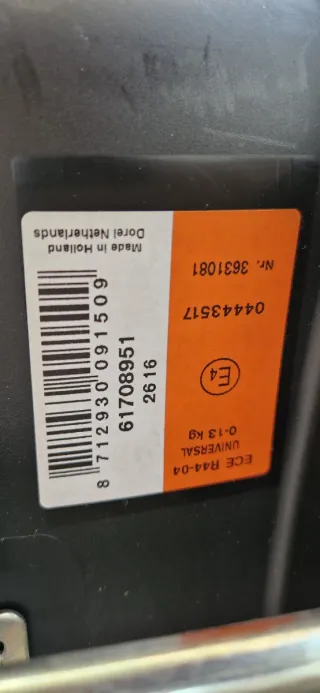 ECE R44-04
UNIVERSAL
0-13 kg
E4
04443517
Nr. 3631081
Made in Holland
Dorel Netherlands
8 712930 091509
61708951
2616